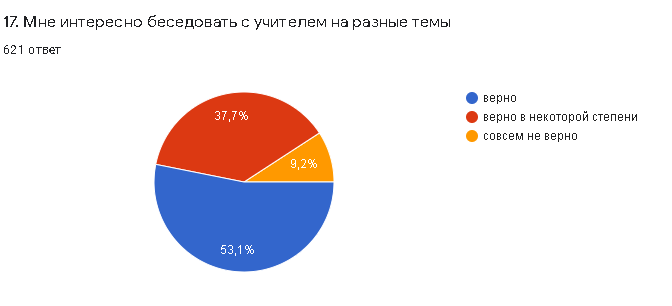 17. Мне интересно беседовать с учителем на разные темы
621 ответ
верно
верно в некоторой степени
совсем не верно
37,7%
9,2%
53,1%